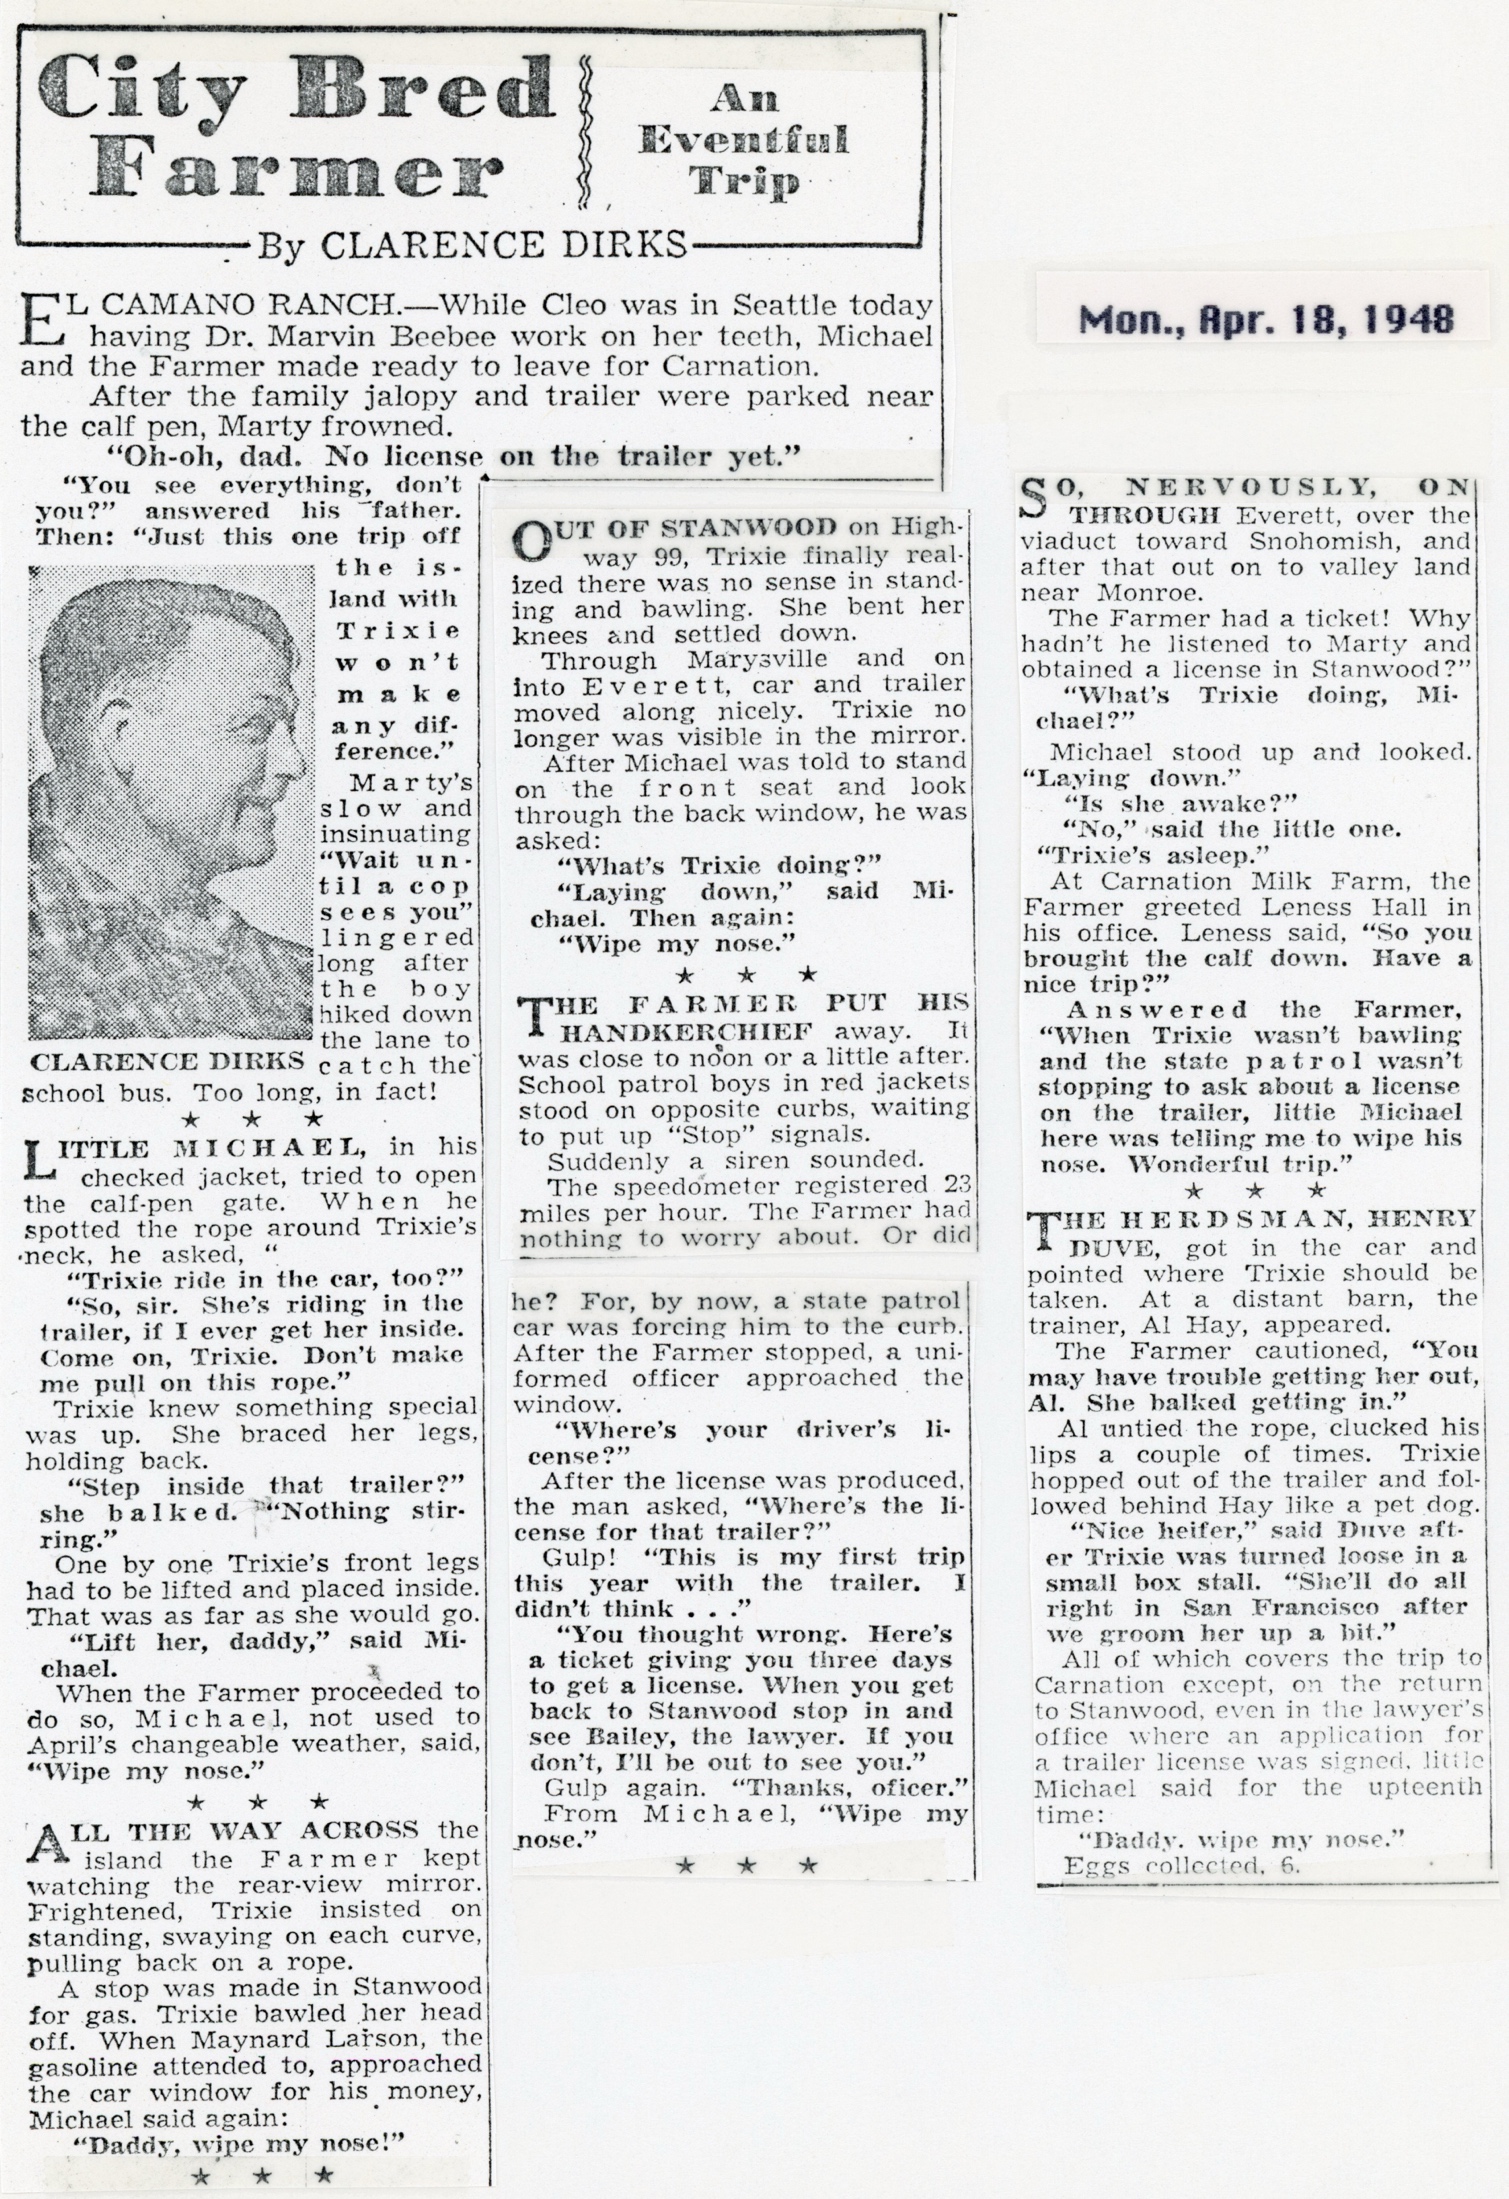 City Bred
Farmer
An
Eventful
Trip
By CLARENCE DIRKS
EL CAMANO RANCH.—While Cleo was in Seattle today
having Dr. Marvin Beebee work on her teeth, Michael
and the Farmer made ready to leave for Carnation.
After the family jalopy and trailer were parked near
the calf pen, Marty frowned.
"Oh-oh, dad. No license on the trailer yet."
"You see everything, don't
you?" answered his father.
Then: "Just this one trip off
the is-
land with
Trixie
won't
make
any dif-
ference."
Marty's
slow and
insinuating
"Wait un-
til a cop
sees you"
lingered
long after
the boy
hiked down
the lane to
CLARENCE DIRKS
catch the
school bus. Too long, in fact!
★ ★ ★
LITTLE MICHAEL, in his
checked jacket, tried to open
the calf-pen gate. When he
spotted the rope around Trixie's
neck, he asked, "
"Trixie ride in the car, too?"
"So, sir. She's riding in the
trailer, if I ever get her inside.
Come on, Trixie. Don't make
me pull on this rope."
Trixie knew something special
was up. She braced her legs,
holding back.
"Step inside that trailer?"
she balked. "Nothing stir-
ring."
One by one Trixie's front legs
had to be lifted and placed inside.
That was as far as she would go.
"Lift her, daddy," said Mi-
chael.
When the Farmer proceeded to
do so, Michael, not used to
April's changeable weather, said,
"Wipe my nose."
★ ★ ★
ALL THE WAY ACROSS the
island the Farmer kept
watching the rear-view mirror.
Frightened, Trixie insisted on
standing, swaying on each curve,
pulling back on a rope.
A stop was made in Stanwood
for gas. Trixie bawled her head
off. When Maynard Larson, the
gasoline attended to, approached
the car window for his money,
Michael said again:
"Daddy, wipe my nose!"
★ ★ ★
OUT OF STANWOOD on High-
way 99, Trixie finally real-
ized there was no sense in stand-
ing and bawling. She bent her
knees and settled down.
Through Marysville and on
into Everett, car and trailer
moved along nicely. Trixie no
longer was visible in the mirror.
After Michael was told to stand
on the front seat and look
through the back window, he was
asked:
"What's Trixie doing?"
"Laying down," said Mi-
chael. Then again:
"Wipe my nose."
★ ★ ★
THE FARMER PUT HIS
HANDKERCHIEF away. It
was close to noon or a little after.
School patrol boys in red jackets
stood on opposite curbs, waiting
to put up "Stop" signals.
Suddenly a siren sounded.
The speedometer registered 23
miles per hour. The Farmer had
nothing to worry about. Or did
he? For, by now, a state patrol
car was forcing him to the curb.
After the Farmer stopped, a uni-
formed officer approached the
window.
"Where's your driver's li-
cense?"
After the license was produced,
the man asked, "Where's the li-
cense for that trailer?"
Gulp! "This is my first trip
this year with the trailer. I
didn't think . . ."
"You thought wrong. Here's
a ticket giving you three days
to get a license. When you get
back to Stanwood stop in and
see Bailey, the lawyer. If you
don't, I'll be out to see you."
Gulp again. "Thanks, oficer."
From Michael, "Wipe my
nose."
★ ★ ★
Mon., Apr. 18, 1948
SO, NERVOUSLY, ON
THROUGH Everett, over the
viaduct toward Snohomish, and
after that out on to valley land
near Monroe.
The Farmer had a ticket! Why
hadn't he listened to Marty and
obtained a license in Stanwood?"
"What's Trixie doing, Mi-
chael?"
Michael stood up and looked.
"Laying down."
"Is she awake?"
"No," said the little one.
"Trixie's asleep."
At Carnation Milk Farm, the
Farmer greeted Leness Hall in
his office. Leness said, "So you
brought the calf down. Have a
nice trip?"
Answered the Farmer,
"When Trixie wasn't bawling
and the state patrol wasn't
stopping to ask about a license
on the trailer, little Michael
here was telling me to wipe his
nose. Wonderful trip."
★ ★ ★
THE HERDSMAN, HENRY
DUVE, got in the car and
pointed where Trixie should be
taken. At a distant barn, the
trainer, Al Hay, appeared.
The Farmer cautioned, "You
may have trouble getting her out,
Al. She balked getting in."
Al untied the rope, clucked his
lips a couple of times. Trixie
hopped out of the trailer and fol-
lowed behind Hay like a pet dog.
"Nice heifer," said Duve aft-
er Trixie was turned loose in a
small box stall. "She'll do all
right in San Francisco after
we groom her up a bit."
All of which covers the trip to
Carnation except, on the return
to Stanwood, even in the lawyer's
office where an application for
a trailer license was signed, little
Michael said for the upteenth
time:
"Daddy. wipe my nose."
Eggs collected, 6.